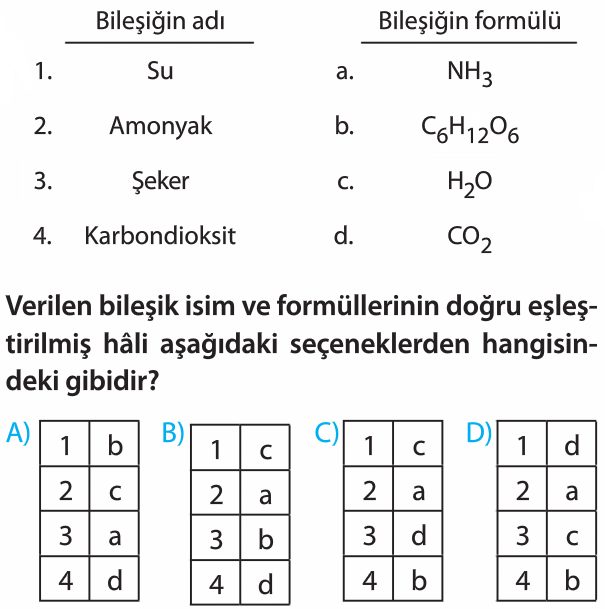 Bileşiğin adı Bileşiğin formülü
1. Su a. NH₃
2. Amonyak b. C₆H₁₂O₆
3. Şeker c. H₂O
4. Karbondioksit d. CO₂
Verilen bileşik isim ve formüllerinin doğru eşleş-
tirilmiş hâli aşağıdaki seçeneklerden hangisin-
deki gibidir?
A) 1 b B) 1 c C) 1 c D) 1 d
2 c 2 a 2 a 2 a
3 a 3 b 3 d 3 c
4 d 4 d 4 b 4 b